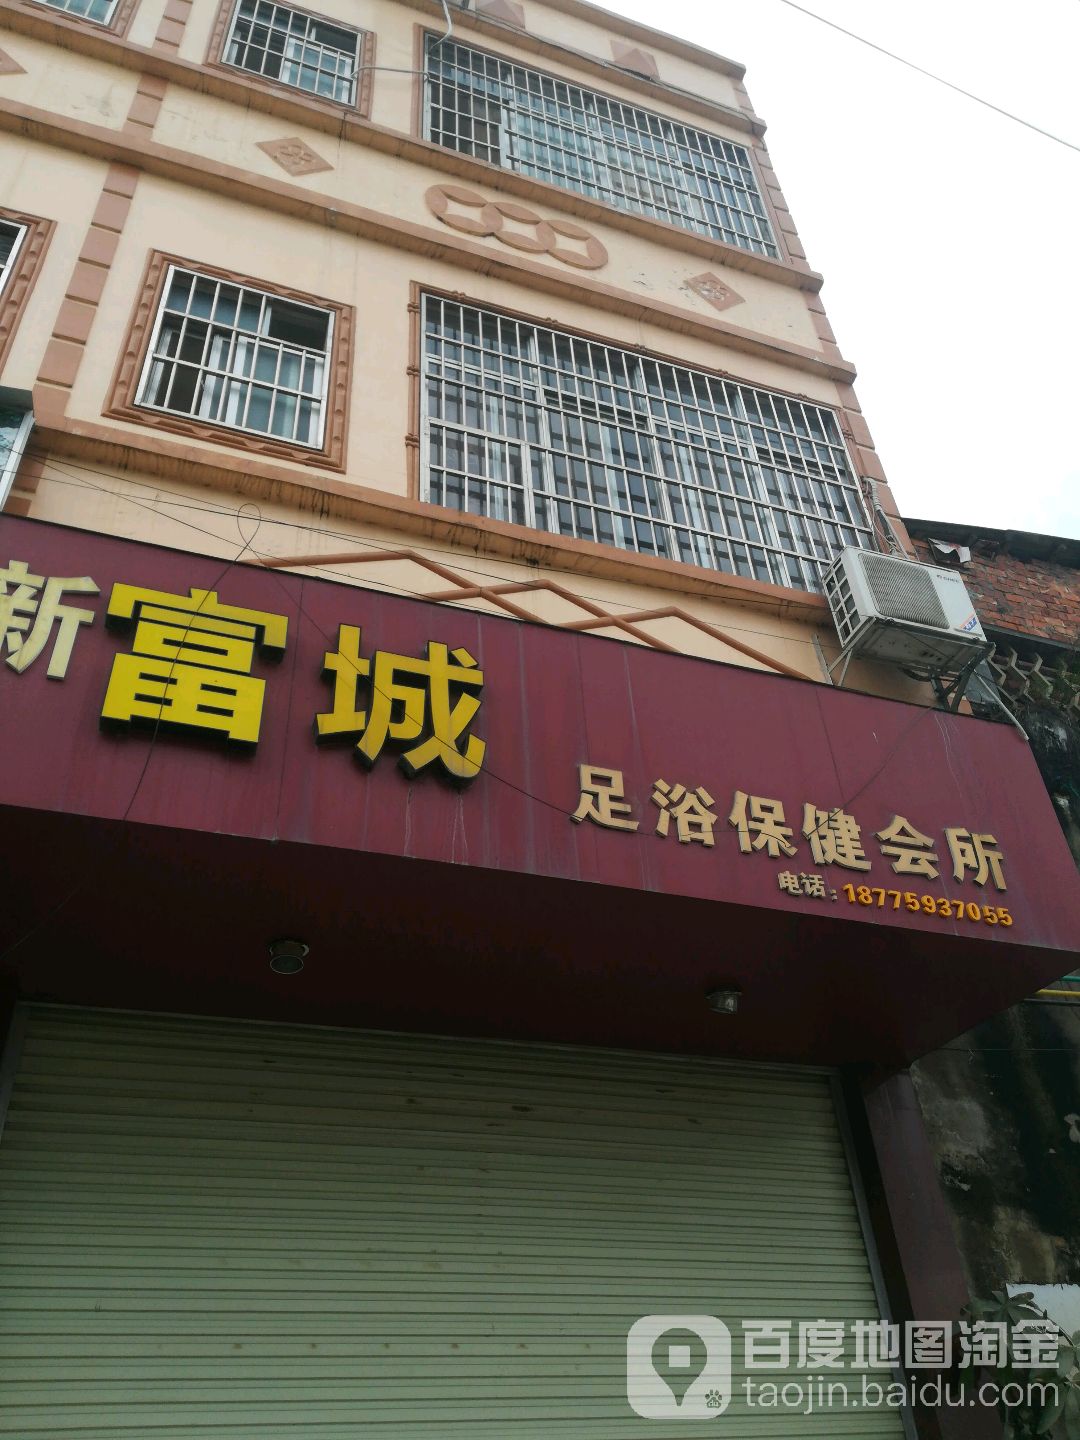 新富城
足浴保健会所
电话:18775937055
百度地图淘金
taojin.baidu.com